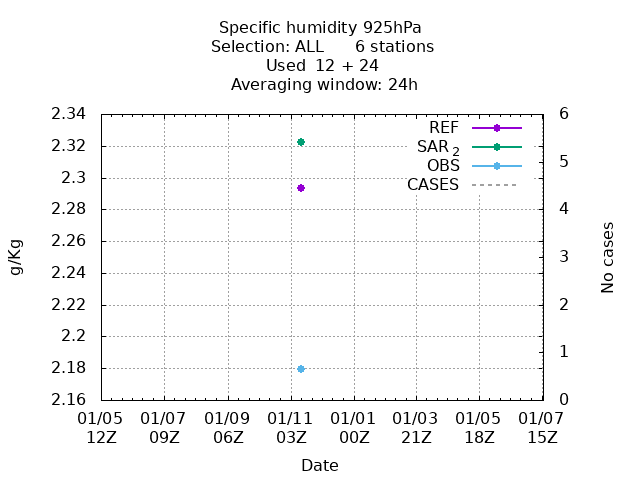 Specific humidity 925hPa
Selection: ALL 6 stations
Used 12 + 24
Averaging window: 24h
2.34
2.32
2.3
2.28
2.26
2.24
2.22
2.2
2.18
2.16
g/Kg
REF
SAR 2
OBS
CASES
6
5
4
3
2
1
0
No cases
01/05 01/07 01/09 01/11 01/01 01/03 01/05 01/07
12Z 09Z 06Z 03Z 00Z 21Z 18Z 15Z
Date